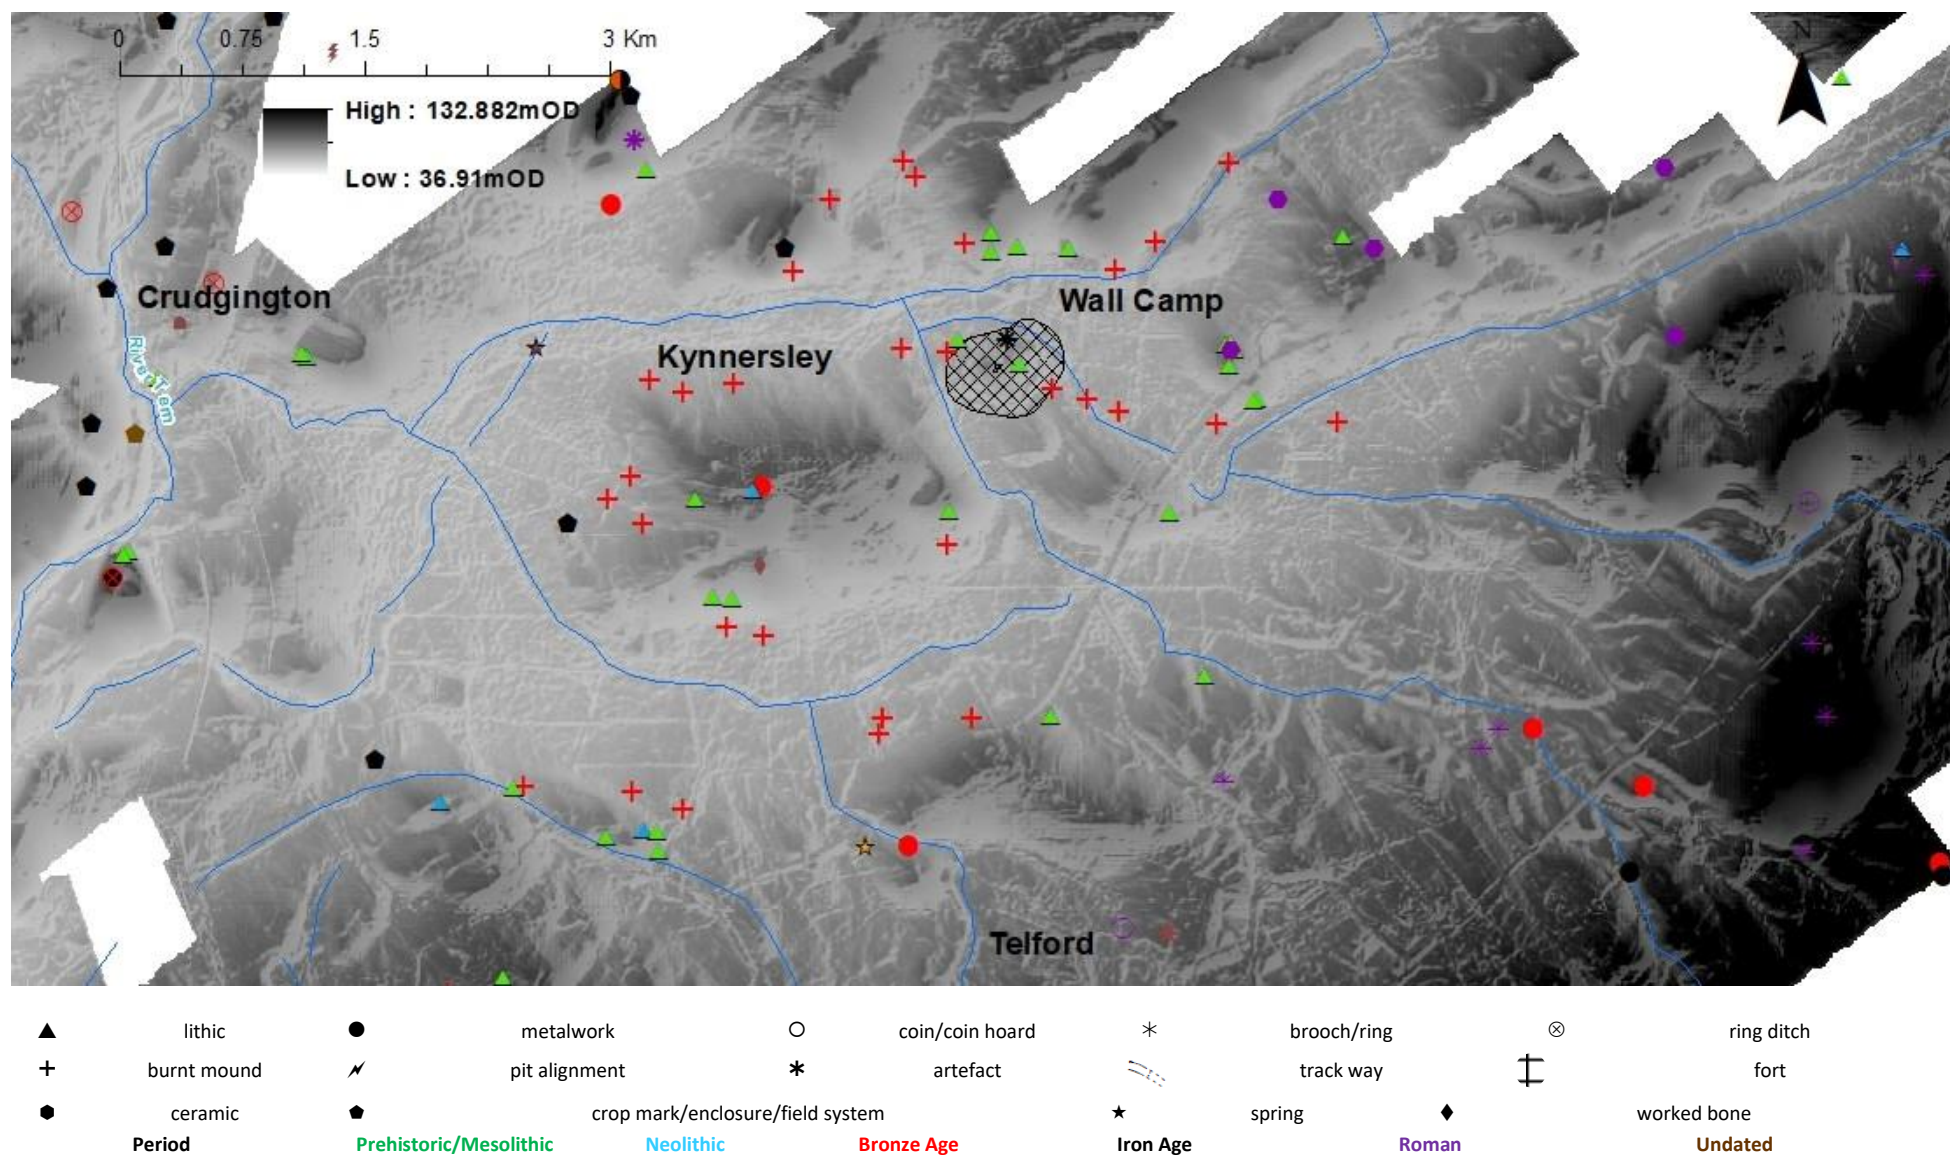 0 0.75 1.5 3 Km
N
High : 132.882mOD
Low : 36.91mOD
Crudgington
Wall Camp
River Tern
Kynnersley
Telford
lithic metalwork coin/coin hoard brooch/ring ring ditch
burnt mound pit alignment artefact track way fort
ceramic crop mark/enclosure/field system spring worked bone
Period Prehistoric/Mesolithic Neolithic Bronze Age Iron Age Roman Undated